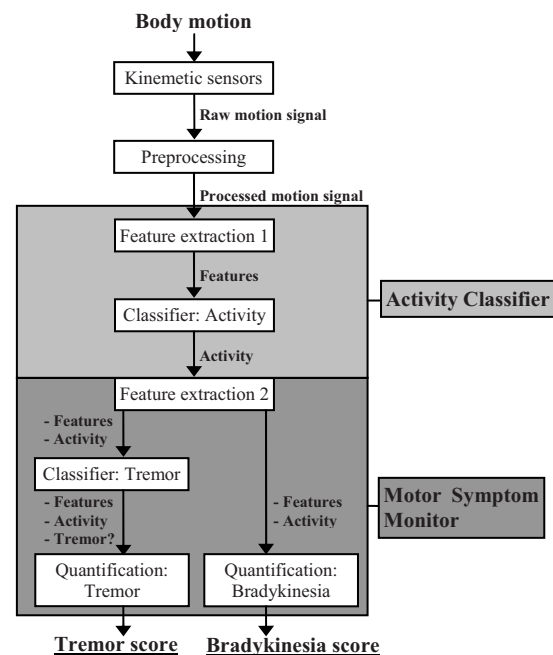 Body motion
Kinemetic sensors
Raw motion signal
Preprocessing
Processed motion signal
Feature extraction 1
Features
Classifier: Activity
Activity Classifier
Activity
Feature extraction 2
- Features
- Activity
Classifier: Tremor
- Features
- Activity
- Tremor?
- Features
- Activity
Motor Symptom
Monitor
Quantification:
Tremor
Quantification:
Bradykinesia
Tremor score
Bradykinesia score